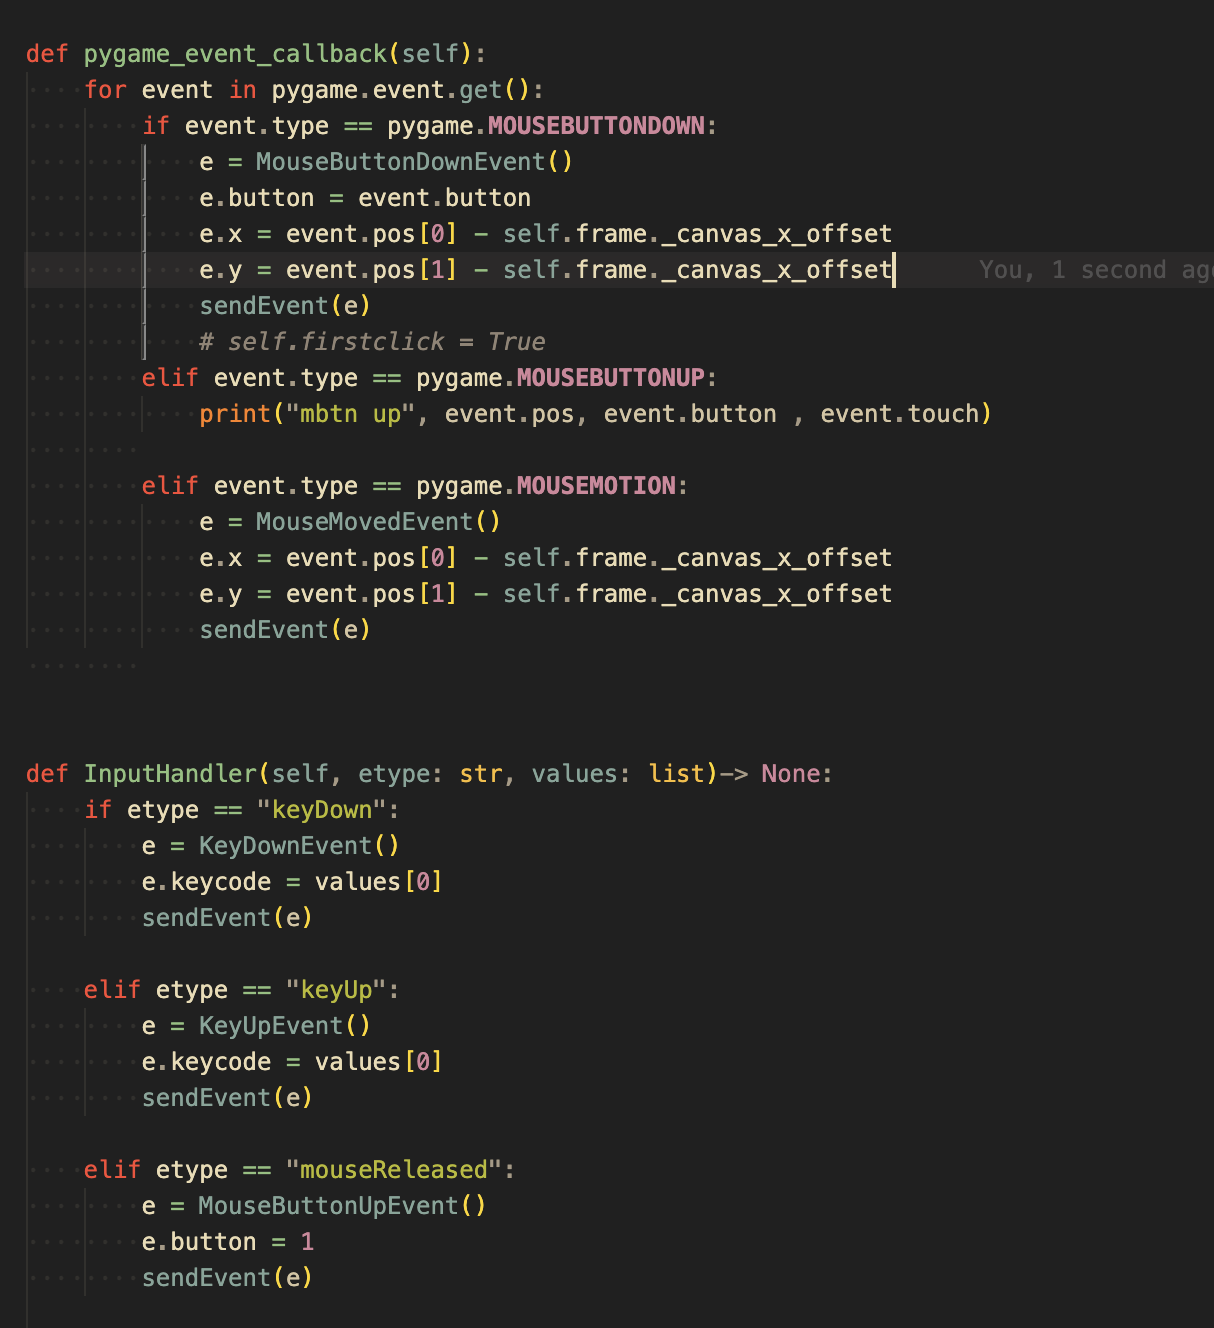 def pygame_event_callback(self):
    for event in pygame.event.get():
        if event.type == pygame.MOUSEBUTTONDOWN:
            e = MouseButtonDownEvent()
            e.button = event.button
            e.x = event.pos[0] - self.frame._canvas_x_offset
            e.y = event.pos[1] - self.frame._canvas_x_offset You, 1 second ago
            sendEvent(e)
            # self.firstclick = True
        elif event.type == pygame.MOUSEBUTTONUP:
            print("mbtn up", event.pos, event.button , event.touch)
        elif event.type == pygame.MOUSEMOTION:
            e = MouseMovedEvent()
            e.x = event.pos[0] - self.frame._canvas_x_offset
            e.y = event.pos[1] - self.frame._canvas_x_offset
            sendEvent(e)
def InputHandler(self, etype: str, values: list)-> None:
    if etype == "keyDown":
        e = KeyDownEvent()
        e.keycode = values[0]
        sendEvent(e)
    elif etype == "keyUp":
        e = KeyUpEvent()
        e.keycode = values[0]
        sendEvent(e)
    elif etype == "mouseReleased":
        e = MouseButtonUpEvent()
        e.button = 1
        sendEvent(e)